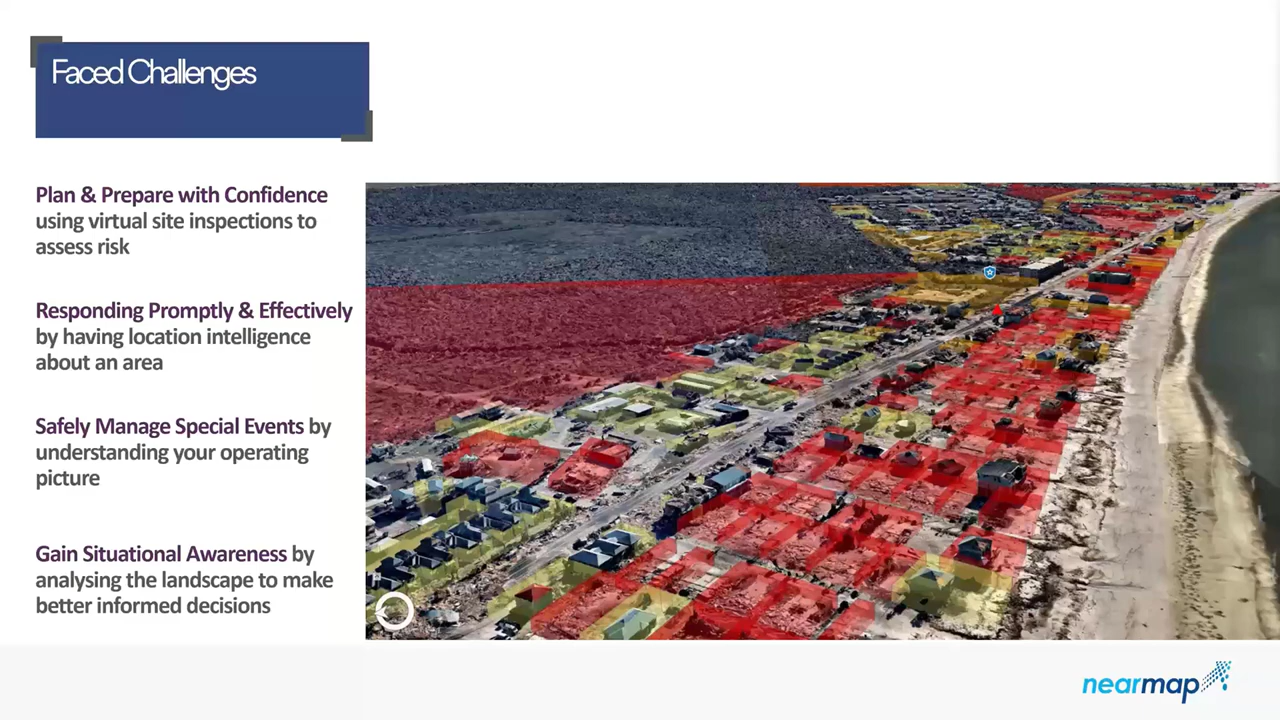 Faced Challenges
Plan & Prepare with Confidence
using virtual site inspections to
assess risk
Responding Promptly & Effectively
by having location intelligence
about an area
Safely Manage Special Events by
understanding your operating
picture
Gain Situational Awareness by
analysing the landscape to make
better informed decisions
nearmap